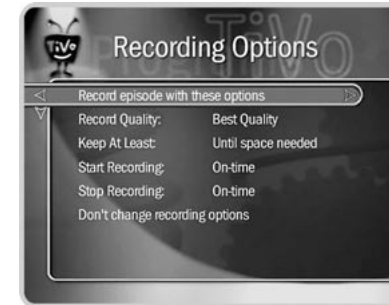 TiVo
Recording Options
Record episode with these options
Record Quality: Best Quality
Keep At Least: Until space needed
Start Recording: On-time
Stop Recording: On-time
Don't change recording options